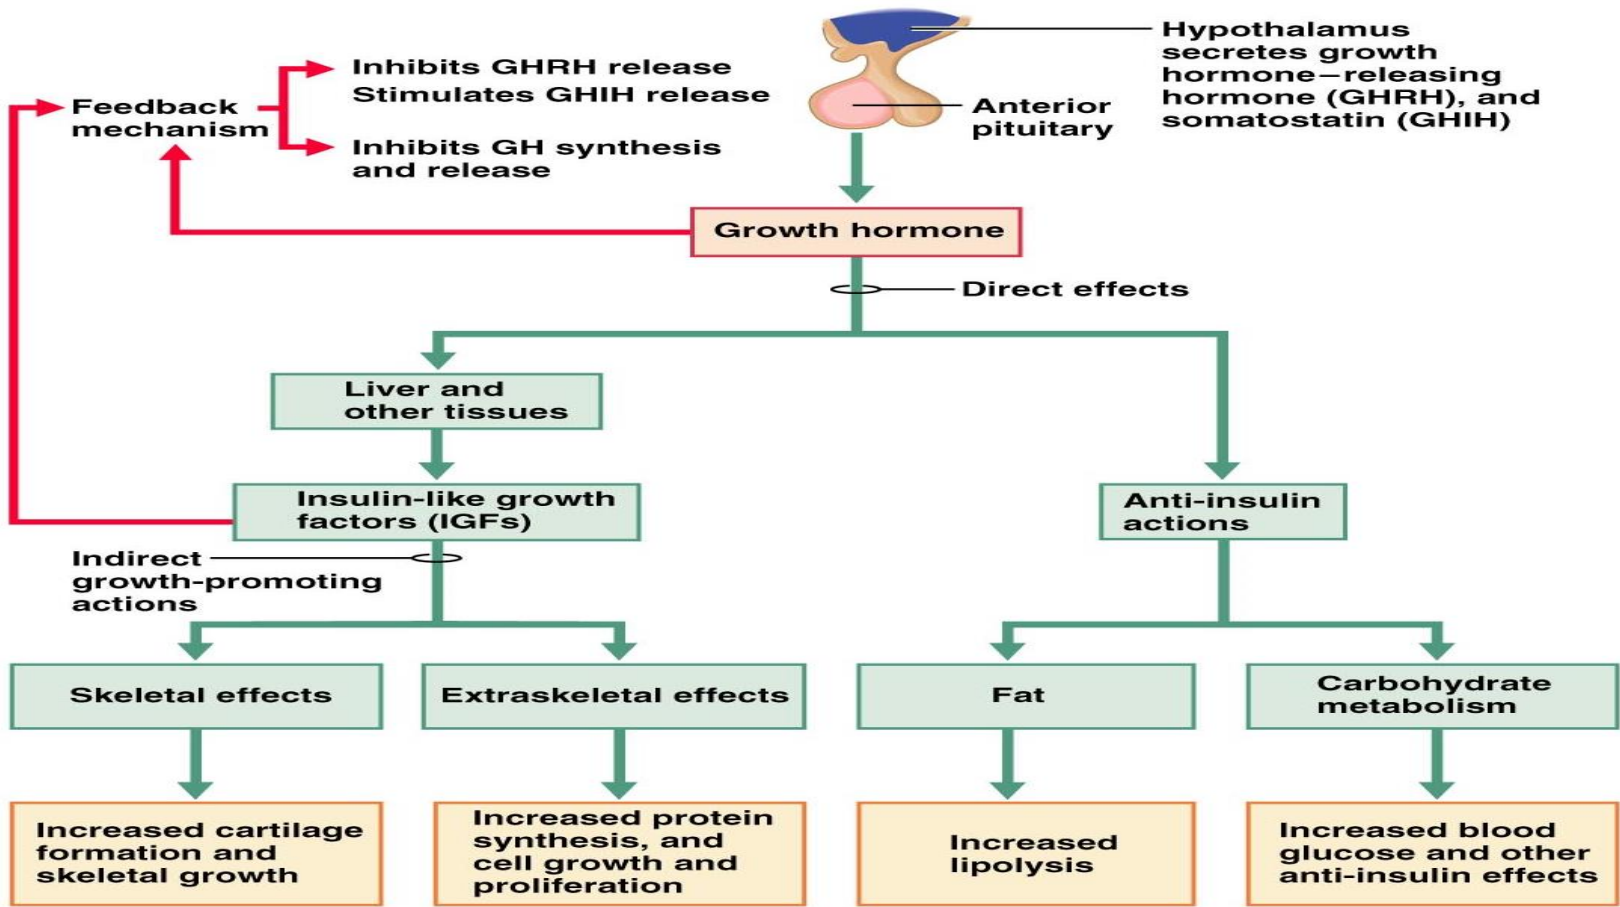 Hypothalamus
secretes growth
hormone–releasing
hormone (GHRH), and
somatostatin (GHIH)
Inhibits GHRH release
Stimulates GHIH release
Feedback
mechanism
Anterior
pituitary
Inhibits GH synthesis
and release
Growth hormone
Direct effects
Liver and
other tissues
Insulin-like growth
factors (IGFs)
Anti-insulin
actions
Indirect
growth-promoting
actions
Skeletal effects
Extraskeletal effects
Fat
Carbohydrate
metabolism
Increased cartilage
formation and
skeletal growth
Increased protein
synthesis, and
cell growth and
proliferation
Increased
lipolysis
Increased blood
glucose and other
anti-insulin effects